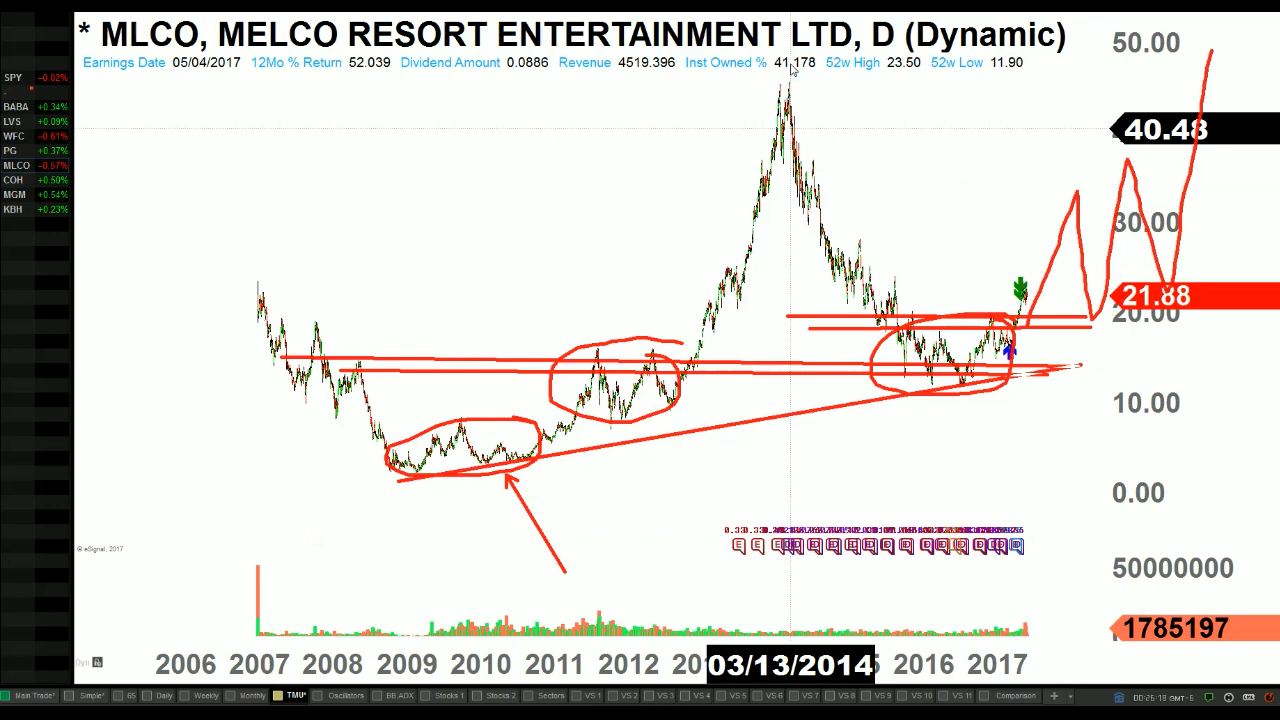 * MLCO, MELCO RESORT ENTERTAINMENT LTD, D (Dynamic)
Earnings Date 05/04/2017 12Mo % Return 52.039 Dividend Amount 0.0886 Revenue 4519.396 Inst Owned % 41.178 52w High 23.50 52w Low 11.90
50.00
SPY -0.02%
BABA +0.34%
LVS +0.09%
WFC -0.61%
PG +0.37%
MLCO -0.67%
COH +0.50%
MGM +0.54%
KBH +0.23%
40.48
30.00
21.88
20.00
10.00
0.00
© eSignal, 2017
50000000
1785197
Dyn
2006 2007 2008 2009 2010 2011 2012 03/13/2014 2016 2017
Main Trade* Simple* 65 Daily Weekly Monthly TMU* Oscillators BB,ADX Stocks 1 Stocks 2 Sectors VS 1 VS 2 VS 3 VS 4 VS 5 VS 6 VS 7 VS 8 VS 9 VS 10 VS 11 Comparison